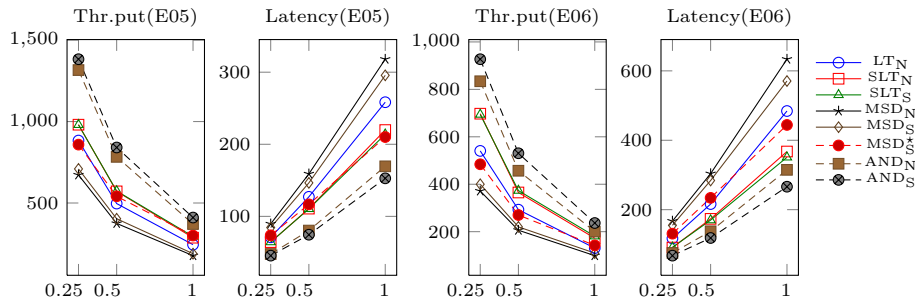 Thr.put(E05) Latency(E05) Thr.put(E06) Latency(E06)
1,500
1,000
500
0.25 0.5 1
300
200
100
0.25 0.5 1
1,000
800
600
400
200
0.25 0.5 1
600
400
200
0.25 0.5 1
LT_N
SLT_N
SLT_S
MSD_N
MSD_S
MSD*_S
AND_N
AND_S